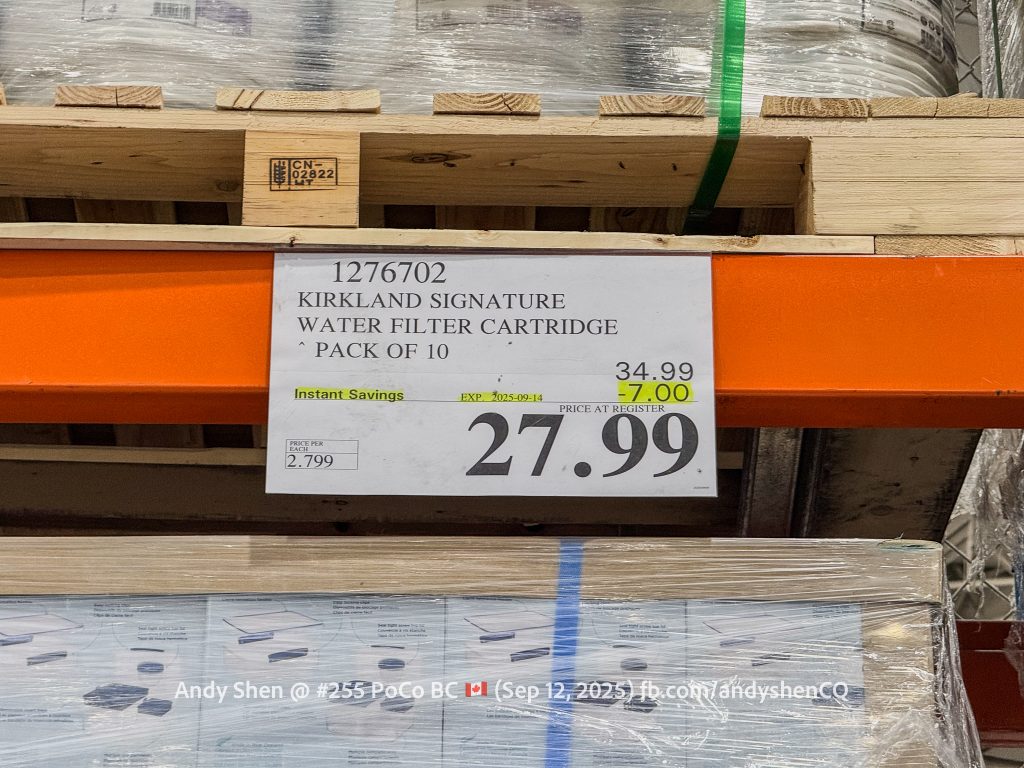 CN-
02822
HT
1276702
KIRKLAND SIGNATURE
WATER FILTER CARTRIDGE
^ PACK OF 10
34.99
Instant Savings EXP. 2025-09-14 -7.00
PRICE AT REGISTER
27.99
PRICE PER
EACH
2.799
Andy Shen @ #255 PoCo BC 🇨🇦 (Sep 12, 2025) fb.com/andyshenCQ